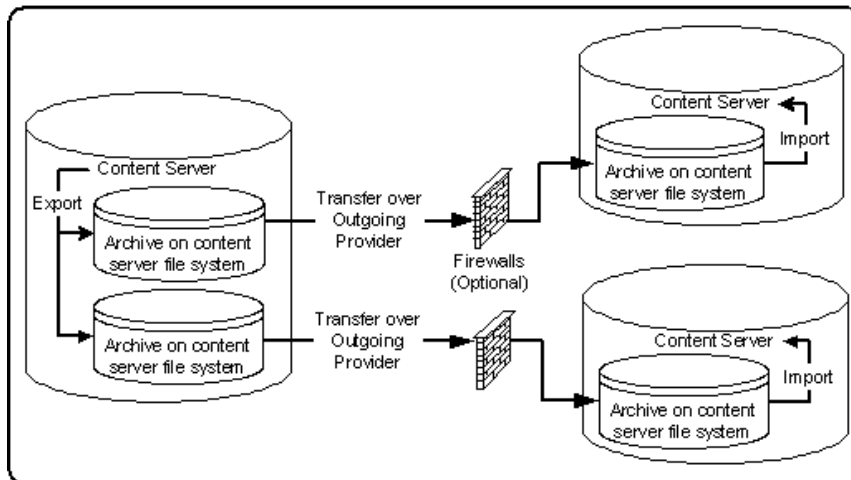 Content Server
Export
Archive on content
server file system
Archive on content
server file system
Transfer over
Outgoing
Provider
Firewalls
(Optional)
Transfer over
Outgoing
Provider
Content Server
Import
Archive on content
server file system
Content Server
Import
Archive on content
server file system